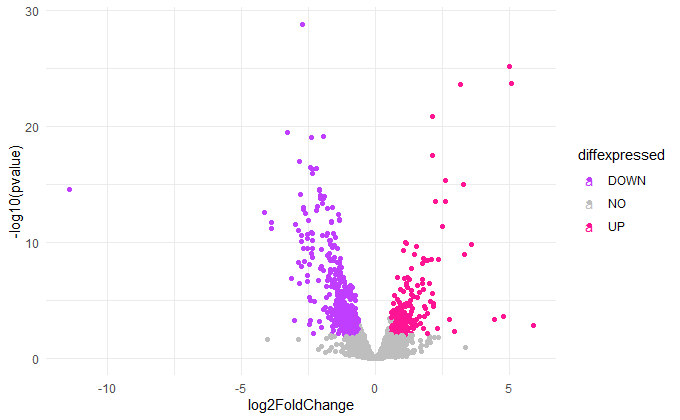 30
20
10
0
-10
-5
0
5
log2FoldChange
-log10(pvalue)
diffexpressed
a DOWN
a NO
a UP